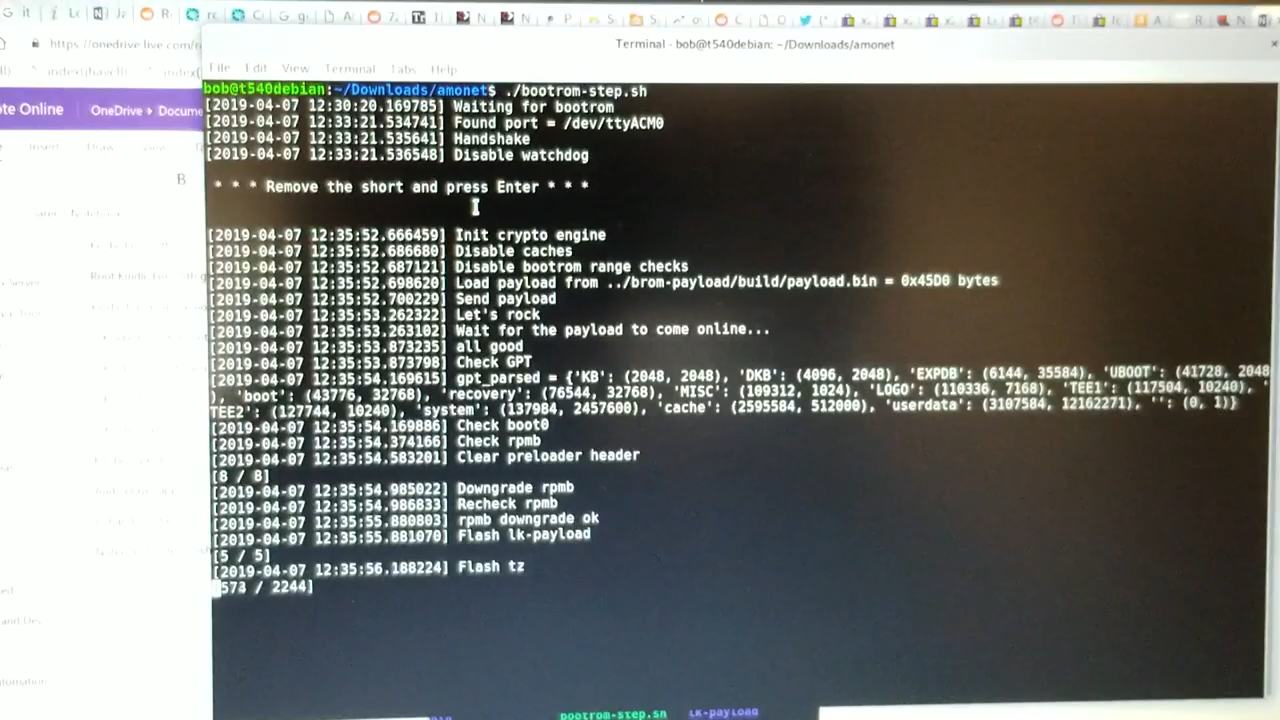 https://onedrive.live.com/r
Terminal - bob@t540debian: ~/Downloads/amonet
File Edit View Terminal Tabs Help
te Online
OneDrive
Docume
Insert Draw
B
bob@t540debian:~/Downloads/amonet$ ./bootrom-step.sh
[2019-04-07 12:30:20.169785] Waiting for bootrom
[2019-04-07 12:33:21.534741] Found port = /dev/ttyACM0
[2019-04-07 12:33:21.535641] Handshake
[2019-04-07 12:33:21.536548] Disable watchdog
* * * Remove the short and press Enter * * *
[2019-04-07 12:35:52.666459] Init crypto engine
[2019-04-07 12:35:52.686680] Disable caches
[2019-04-07 12:35:52.687121] Disable bootrom range checks
[2019-04-07 12:35:52.698620] Load payload from ../brom-payload/build/payload.bin = 0x45D0 bytes
[2019-04-07 12:35:52.700229] Send payload
[2019-04-07 12:35:53.262322] Let's rock
[2019-04-07 12:35:53.263102] Wait for the payload to come online...
[2019-04-07 12:35:53.873235] all good
[2019-04-07 12:35:53.873798] Check GPT
[2019-04-07 12:35:54.169615] gpt_parsed = {'KB': (2048, 2048), 'DKB': (4096, 2048), 'EXPDB': (6144, 35584), 'UBOOT': (41728, 2048
), 'boot': (43776, 32768), 'recovery': (76544, 32768), 'MISC': (109312, 1024), 'LOGO': (110336, 7168), 'TEE1': (117504, 10240), '
TEE2': (127744, 10240), 'system': (137984, 2457600), 'cache': (2595584, 512000), 'userdata': (3107584, 12162271), '': (0, 1)}
[2019-04-07 12:35:54.169886] Check boot0
[2019-04-07 12:35:54.374166] Check rpmb
[2019-04-07 12:35:54.583201] Clear preloader header
[8 / 8]
[2019-04-07 12:35:54.985022] Downgrade rpmb
[2019-04-07 12:35:54.986833] Recheck rpmb
[2019-04-07 12:35:55.880803] rpmb downgrade ok
[2019-04-07 12:35:55.881070] Flash lk-payload
[5 / 5]
[2019-04-07 12:35:56.188224] Flash tz
573 / 2244]
bootrom-step.sh lk-payload